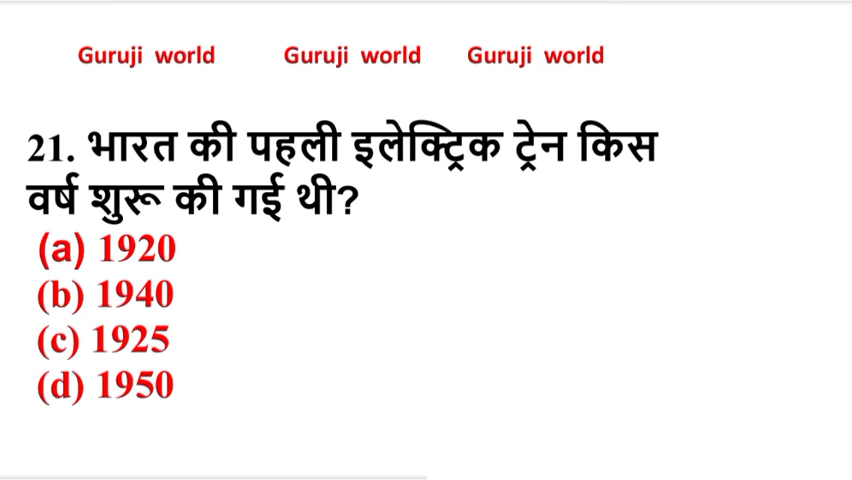 Guruji world Guruji world Guruji world
21. भारत की पहली इलेक्ट्रिक ट्रेन किस
वर्ष शुरू की गई थी?
(a) 1920
(b) 1940
(c) 1925
(d) 1950